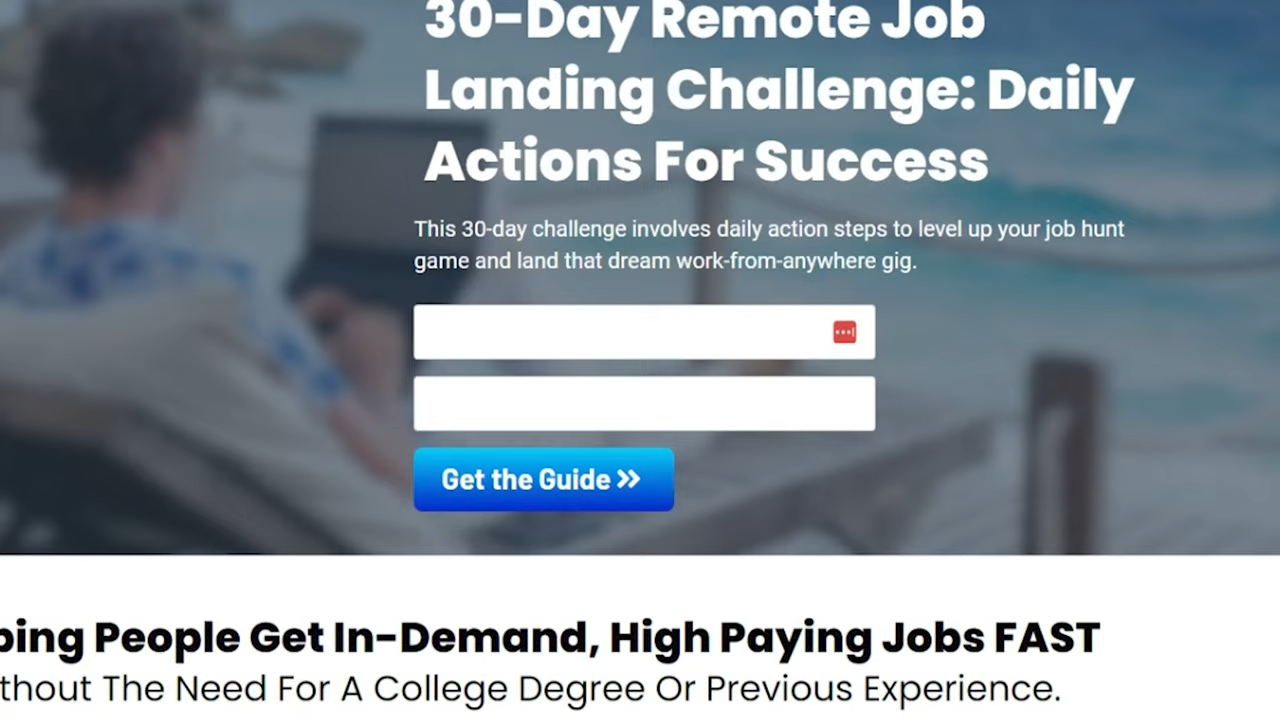 30-Day Remote Job
Landing Challenge: Daily
Actions For Success
This 30-day challenge involves daily action steps to level up your job hunt
game and land that dream work-from-anywhere gig.
Get the Guide »
ping People Get In-Demand, High Paying Jobs FAST
thout The Need For A College Degree Or Previous Experience.